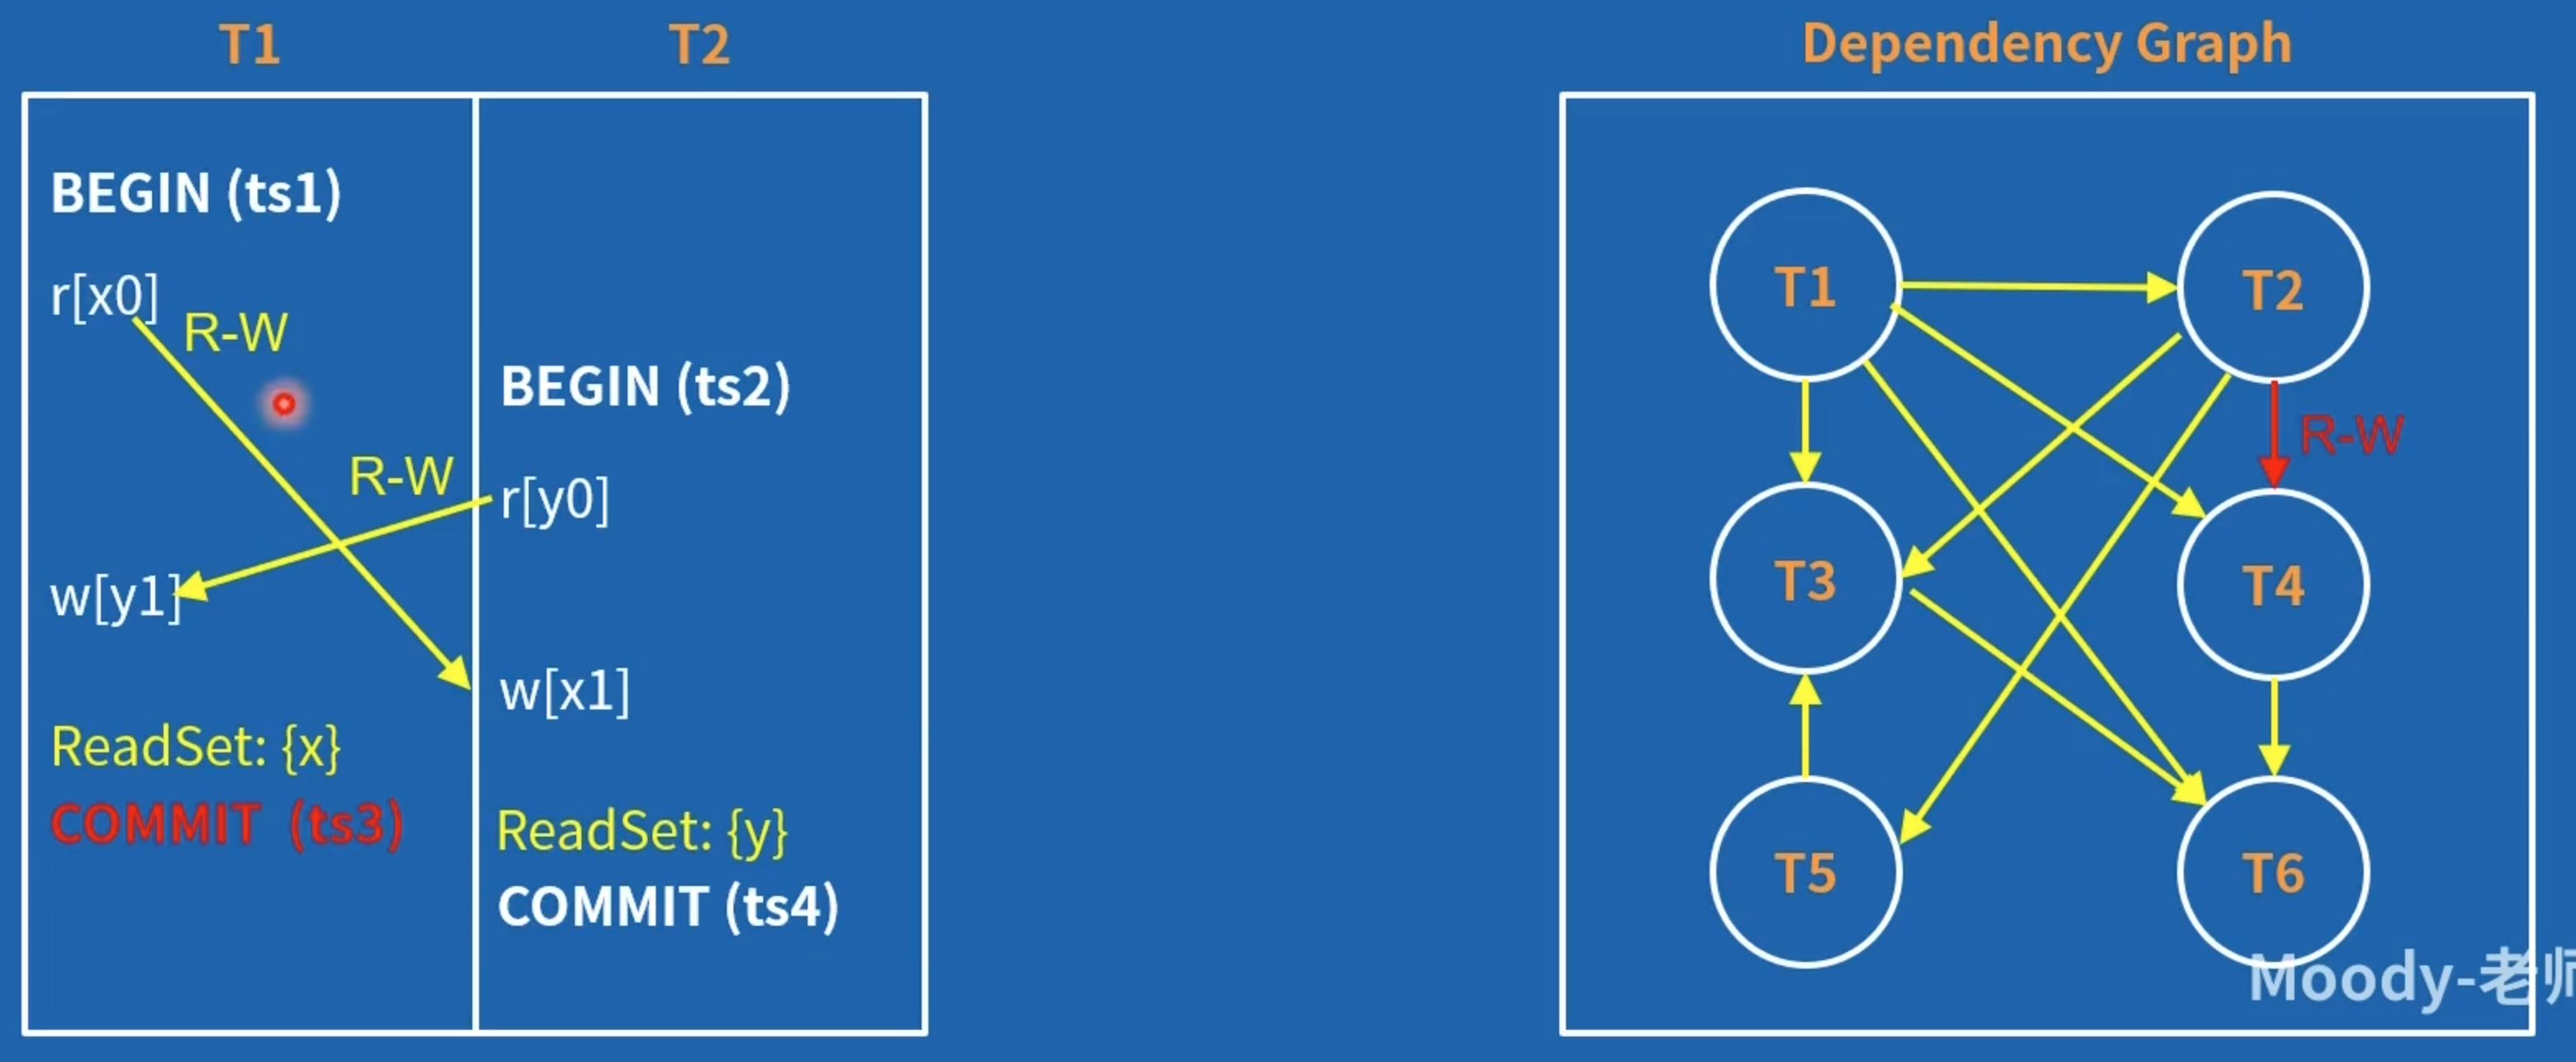 T1
T2
BEGIN (ts1)
r[x0]
R-W
BEGIN (ts2)
R-W
r[y0]
w[y1]
w[x1]
ReadSet: {x}
COMMIT (ts3)
ReadSet: {y}
COMMIT (ts4)
Dependency Graph
T1
T2
R-W
T3
T4
T5
T6
Moody-老师